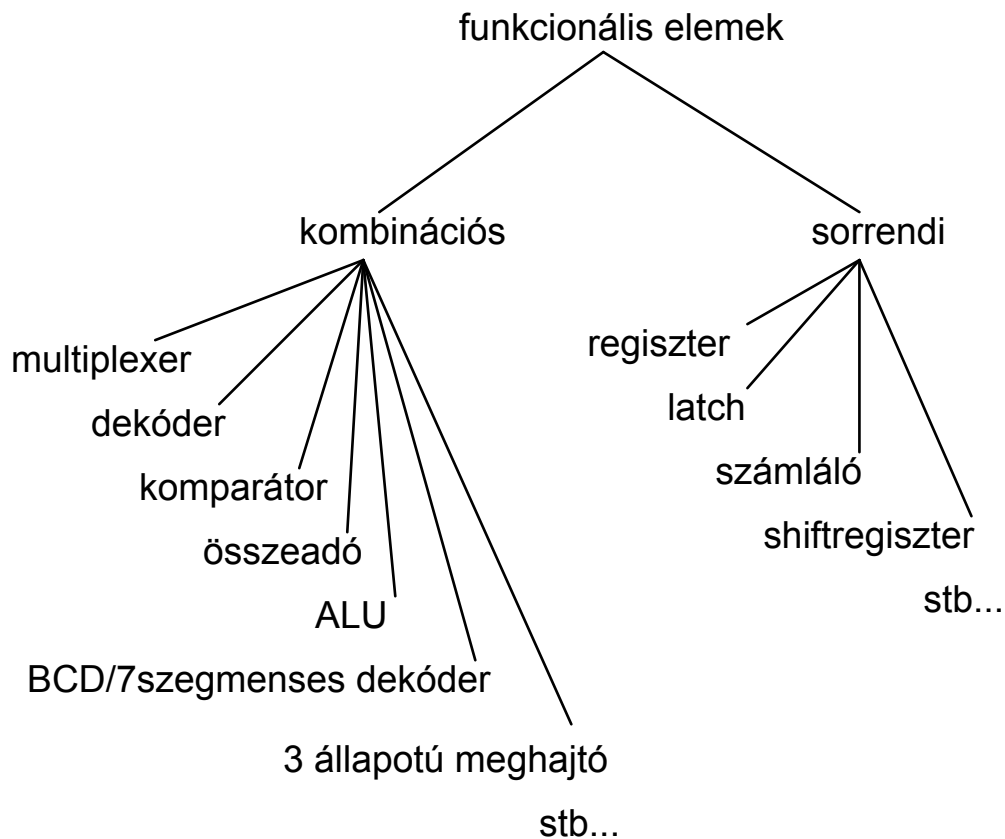 funkcionális elemek
kombinációs
sorrendi
multiplexer
dekóder
komparátor
összeadó
ALU
BCD/7szegmenses dekóder
3 állapotú meghajtó
stb...
regiszter
latch
számláló
shiftregiszter
stb...